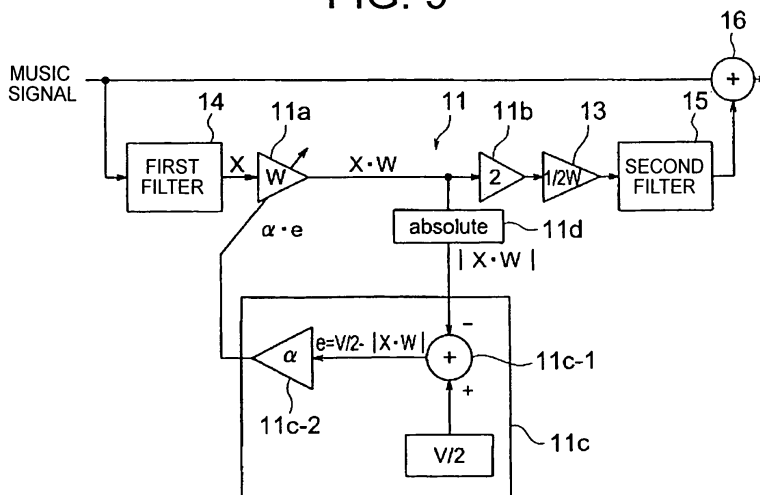 FIG. 9
16
MUSIC
SIGNAL
+
14
11a
11
11b
13
15
FIRST
FILTER
X
W
X·W
2
1/2W
SECOND
FILTER
α·e
absolute
11d
|X·W|
−
α
e=V/2- |X·W|
+
11c-1
11c-2
+
V/2
11c